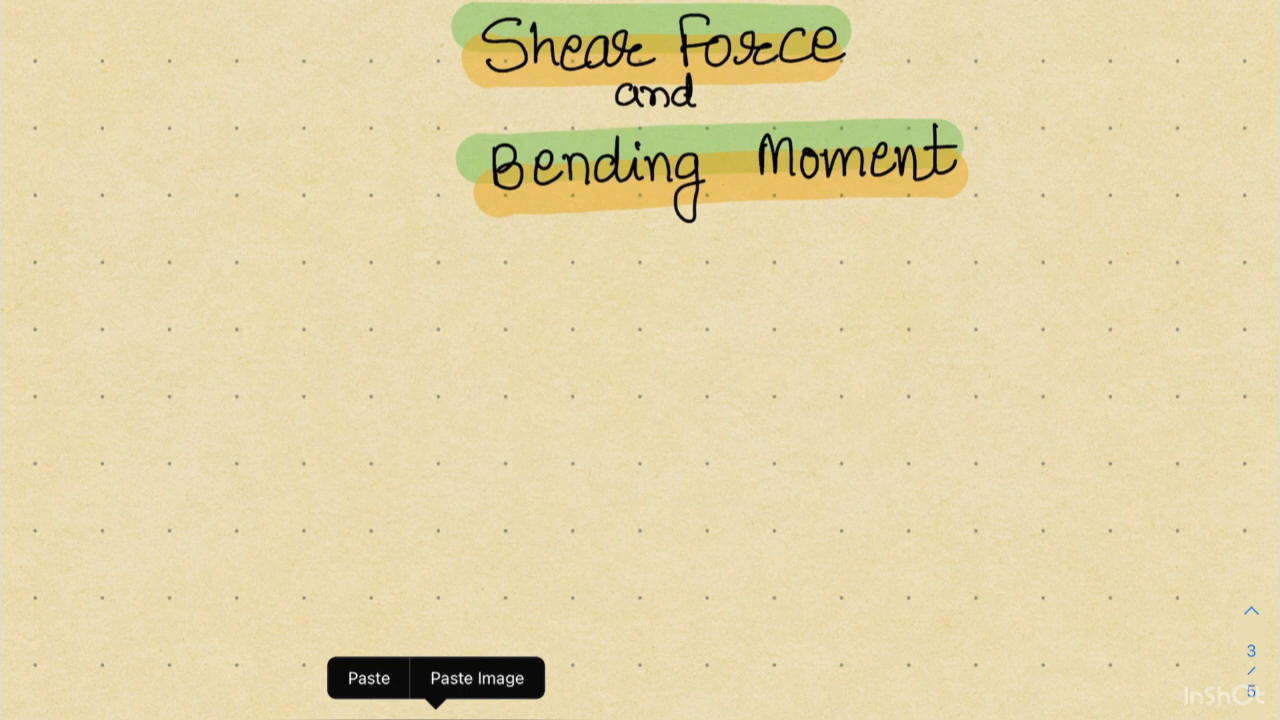 Shear Force
and
Bending Moment
Paste Paste Image
3
/
5
InShOt